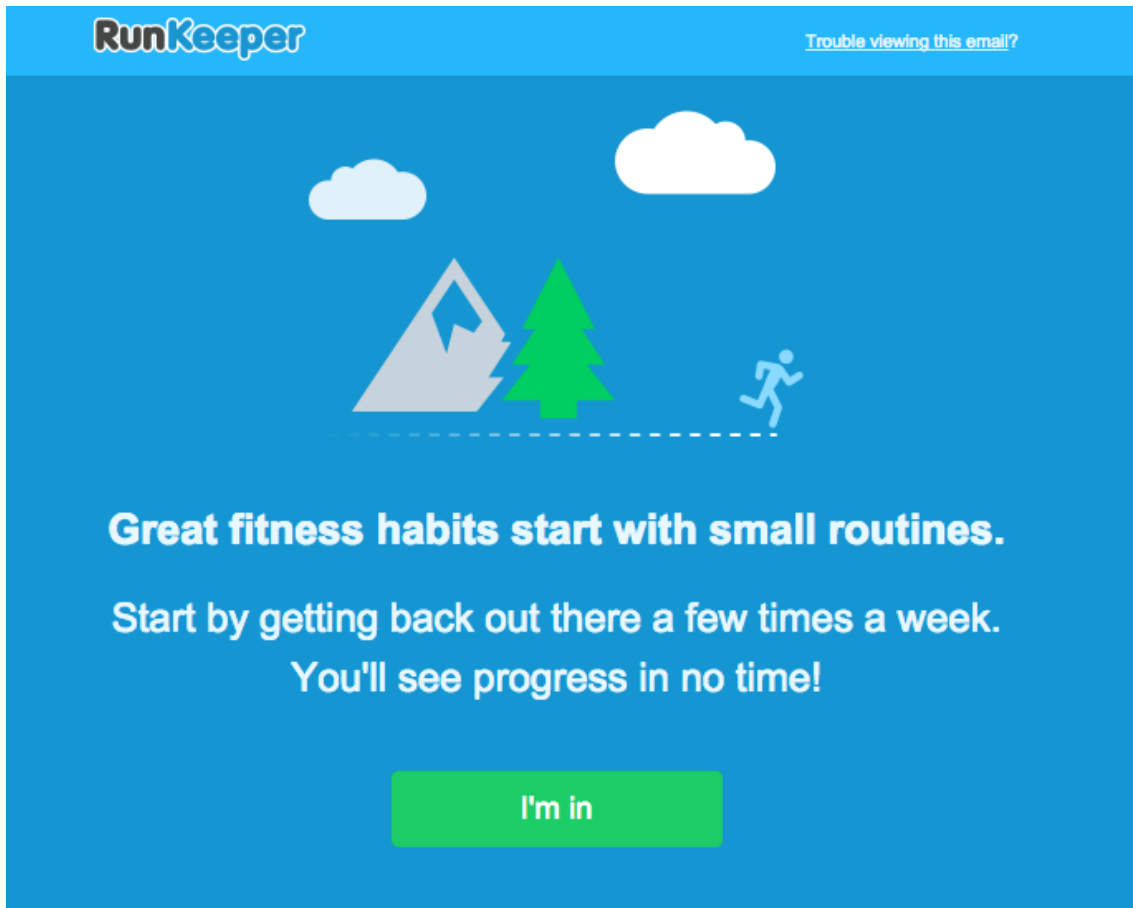 RunKeeper
Trouble viewing this email?
Great fitness habits start with small routines.
Start by getting back out there a few times a week.
You'll see progress in no time!
I'm in